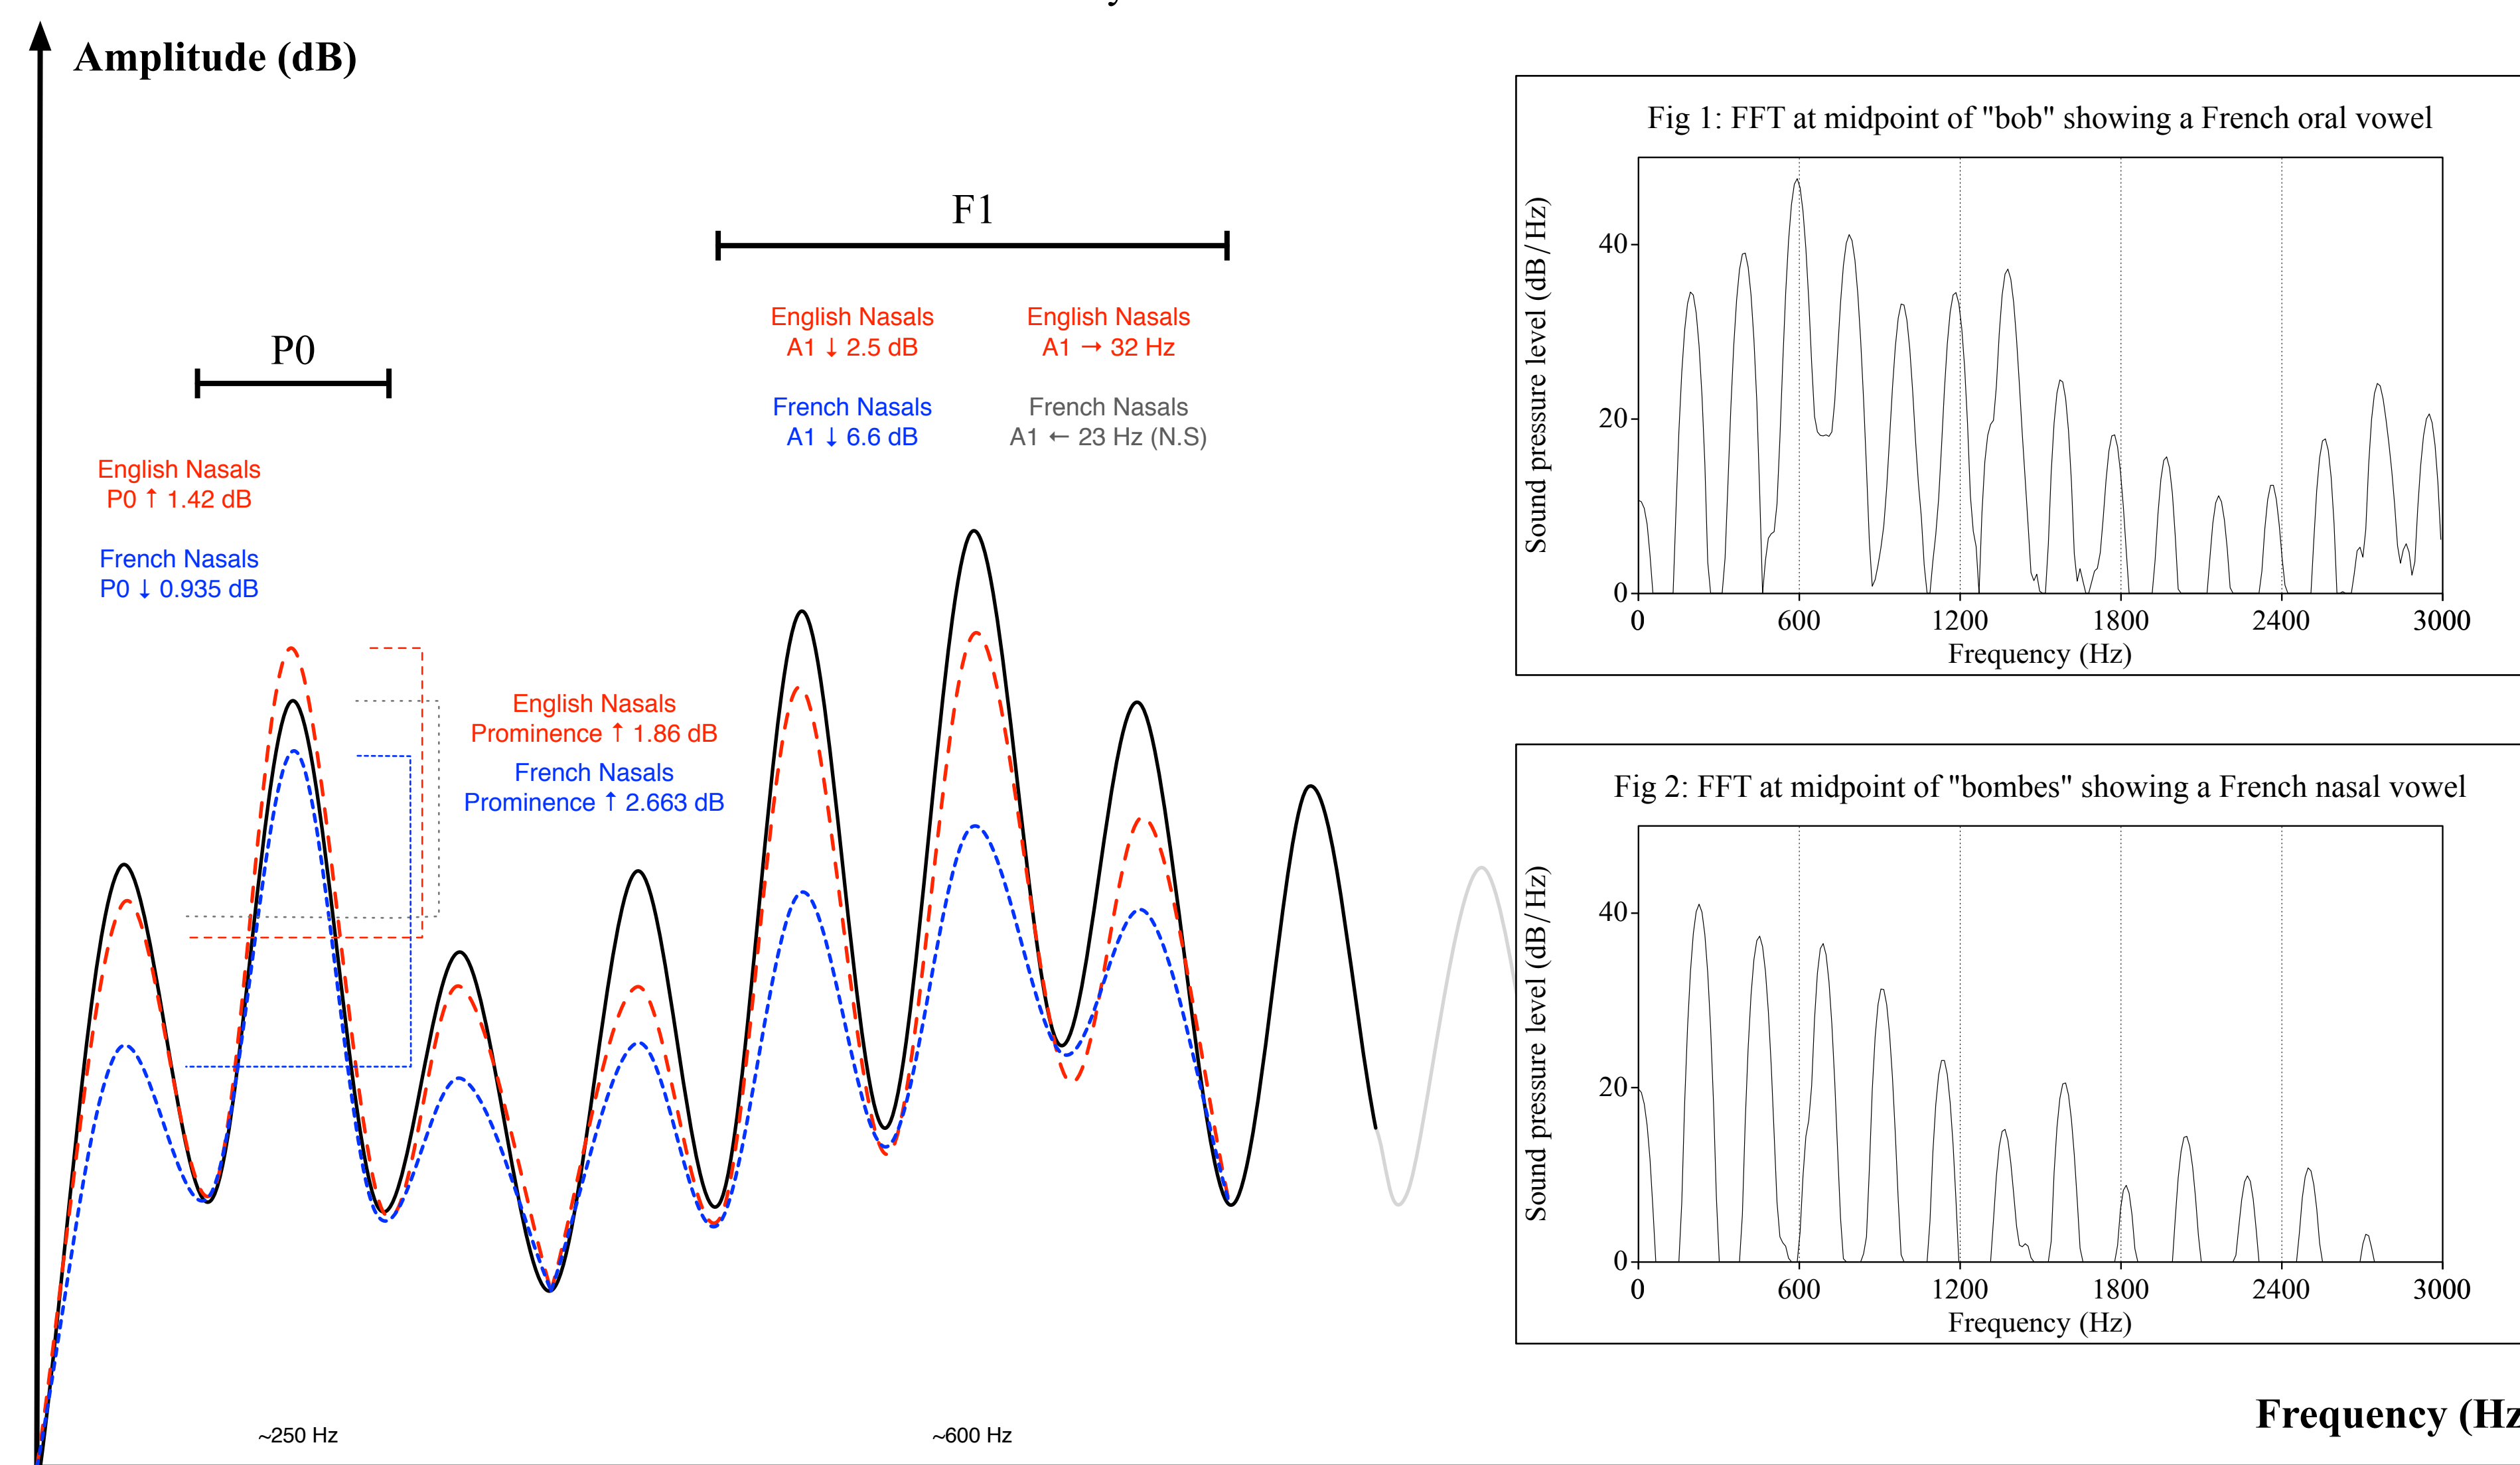 Amplitude (dB)
P0
English Nasals
P0 ↑ 1.42 dB
French Nasals
P0 ↓ 0.935 dB
English Nasals
Prominence ↑ 1.86 dB
French Nasals
Prominence ↑ 2.663 dB
F1
English Nasals
A1 ↓ 2.5 dB
French Nasals
A1 ↓ 6.6 dB
English Nasals
A1 → 32 Hz
French Nasals
A1 ← 23 Hz (N.S)
~250 Hz
~600 Hz
Fig 1: FFT at midpoint of "bob" showing a French oral vowel
Sound pressure level (dB/Hz)
40
20
0
0 600 1200 1800 2400 3000
Frequency (Hz)
Fig 2: FFT at midpoint of "bombes" showing a French nasal vowel
Sound pressure level (dB/Hz)
40
20
0
0 600 1200 1800 2400 3000
Frequency (Hz)
Frequency (Hz